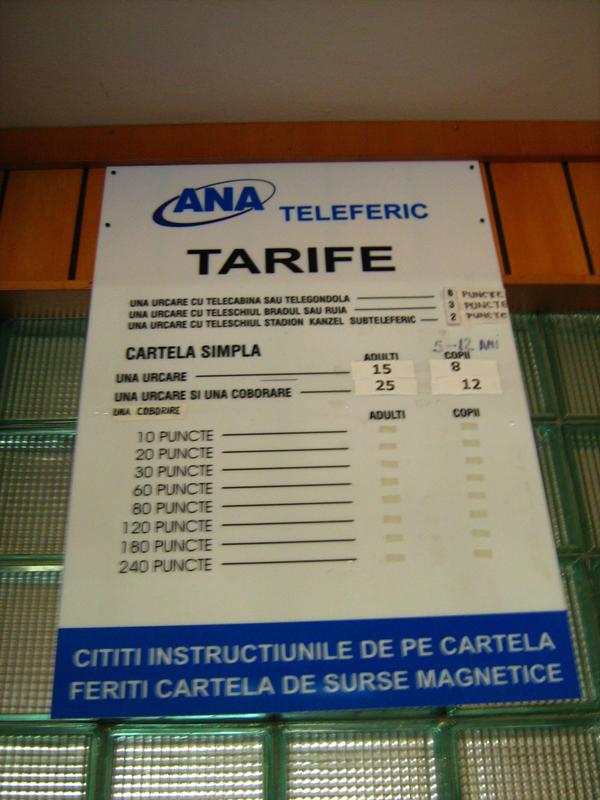 ANA TELEFERIC
TARIFE
UNA URCARE CU TELECABINA SAU TELEGONDOLA 8 PUNCTE
UNA URCARE CU TELESCHIUL BRADUL SAU RUIA 3 PUNCTE
UNA URCARE CU TELESCHIUL STADION KANZEL SUBTELEFERIC 2 PUNCTE
5-12 ANI
CARTELA SIMPLA ADULTI COPII
UNA URCARE 15 8
UNA URCARE SI UNA COBORARE 25 12
UNA COBORIRE
ADULTI COPII
10 PUNCTE
20 PUNCTE
30 PUNCTE
60 PUNCTE
80 PUNCTE
120 PUNCTE
180 PUNCTE
240 PUNCTE
CITITI INSTRUCTIUNILE DE PE CARTELA
FERITI CARTELA DE SURSE MAGNETICE